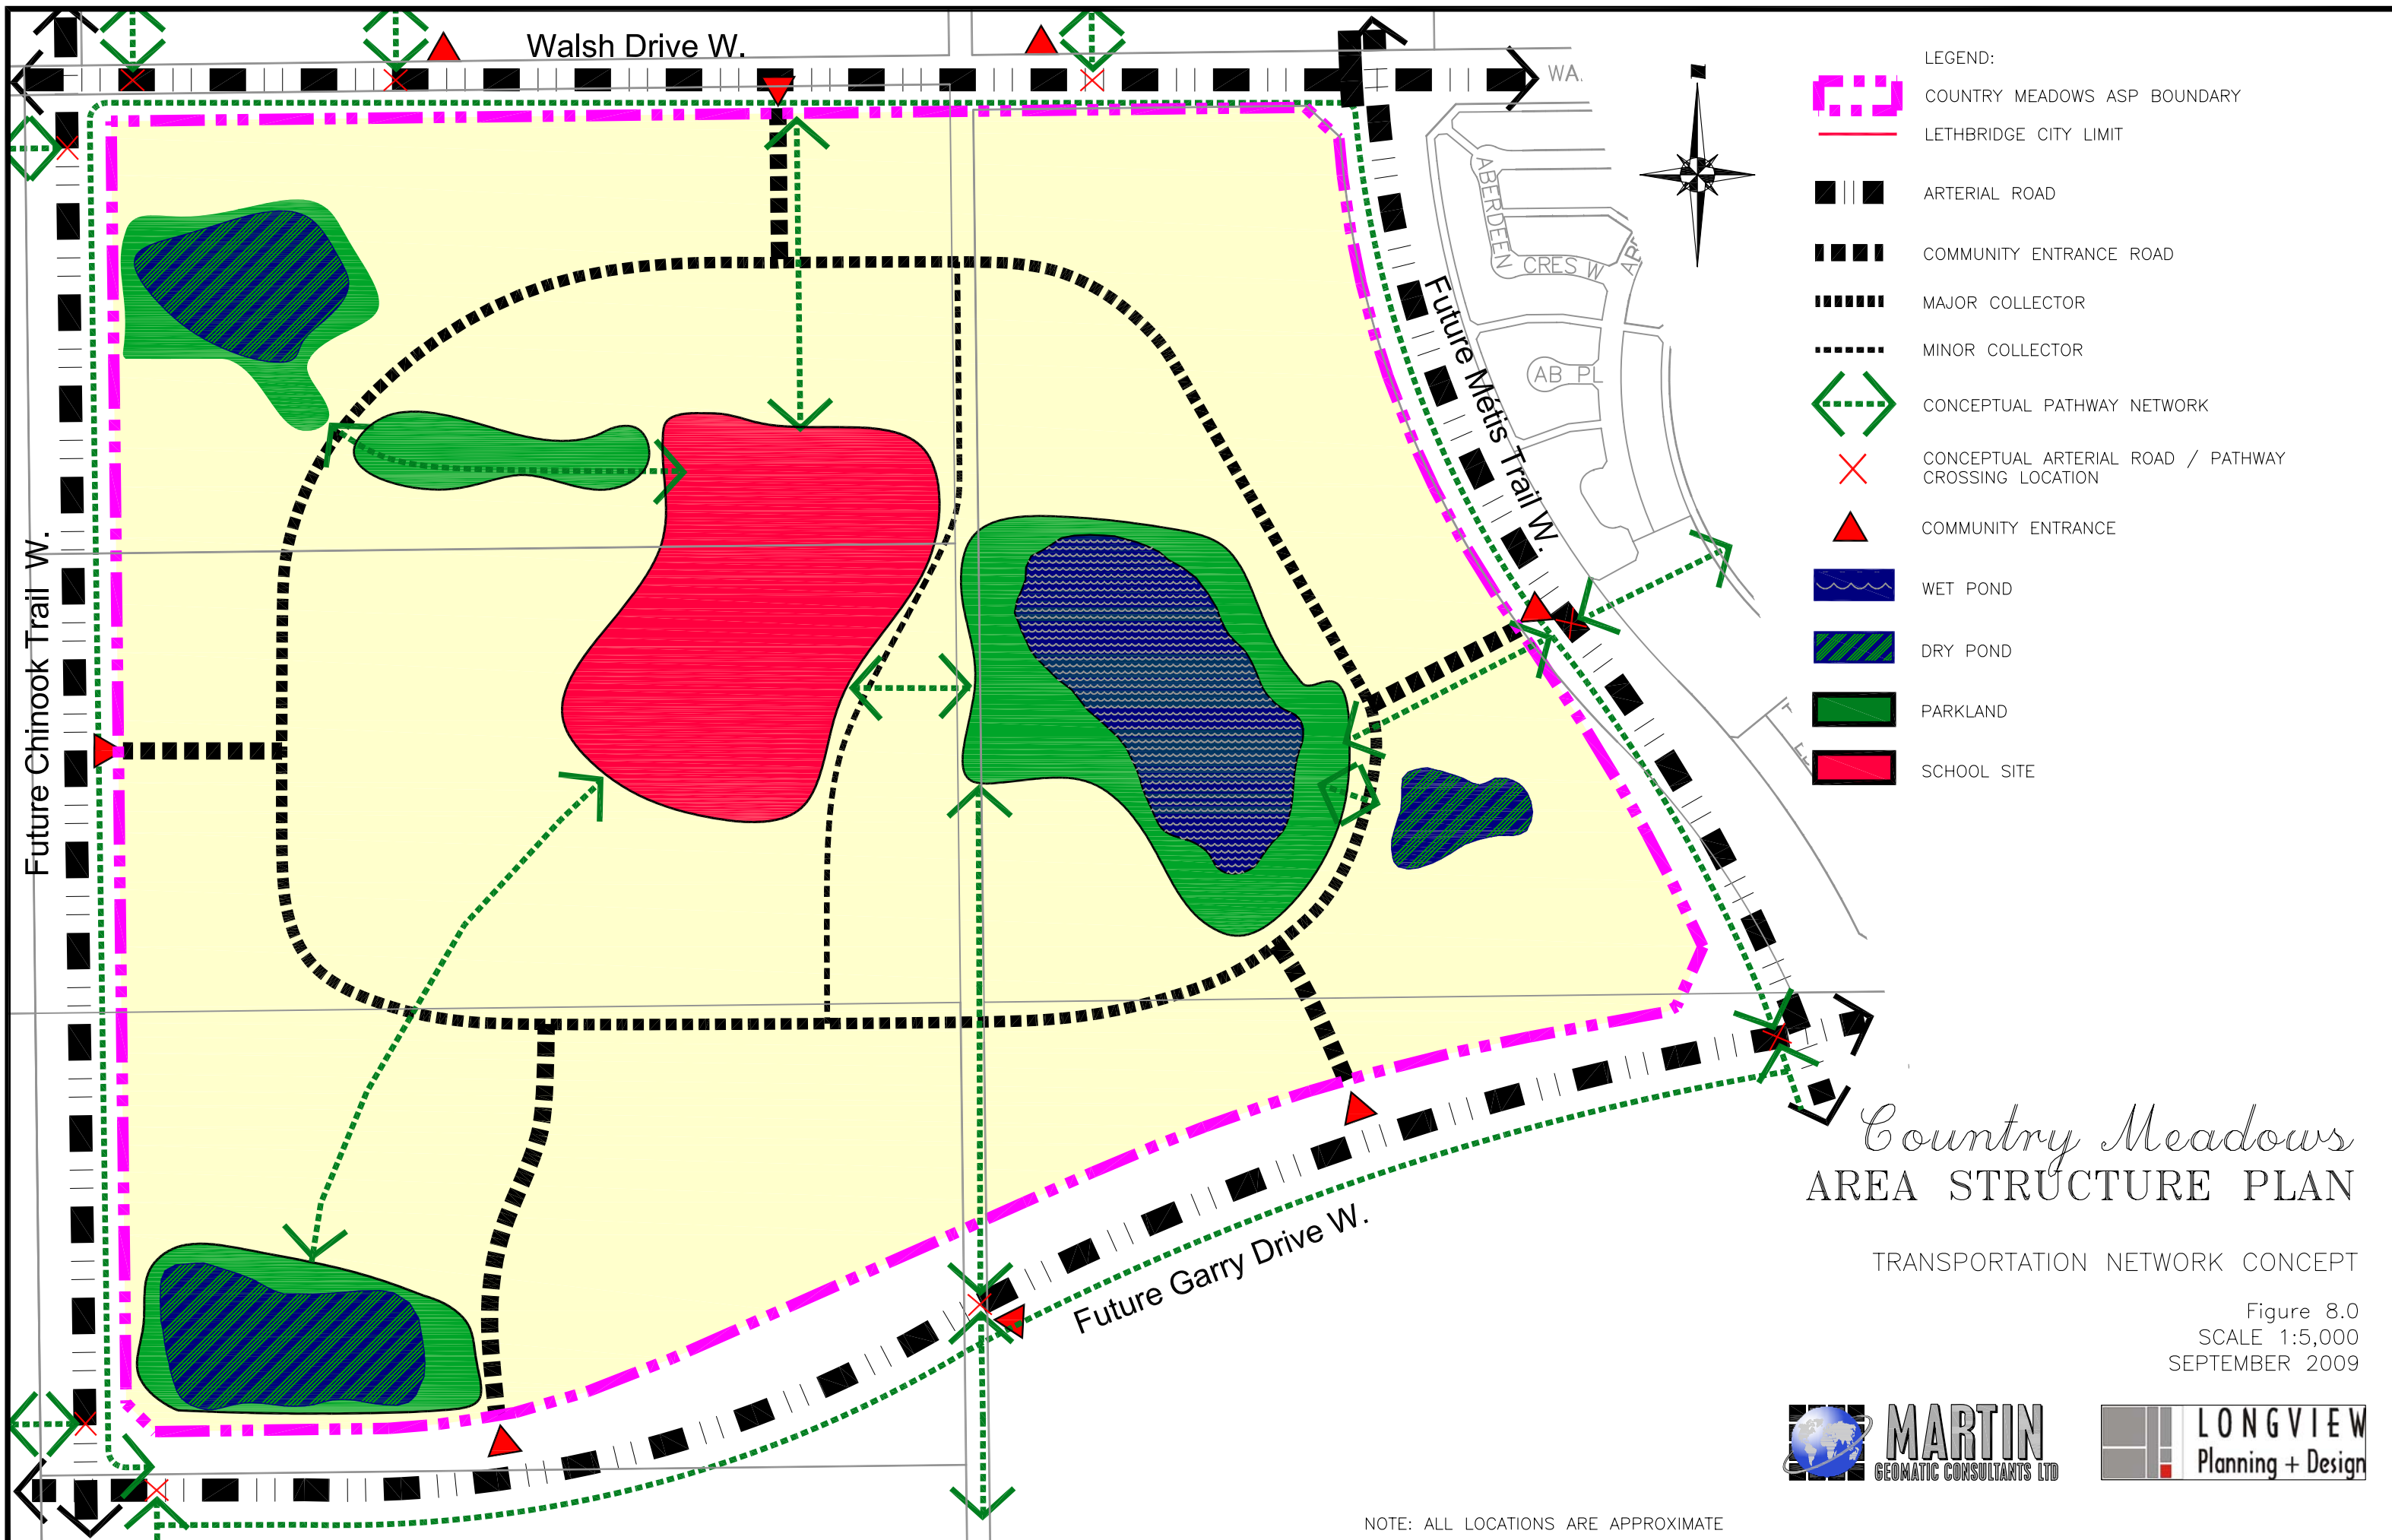 Walsh Drive W.
WA.
LEGEND:
COUNTRY MEADOWS ASP BOUNDARY
LETHBRIDGE CITY LIMIT
ARTERIAL ROAD
COMMUNITY ENTRANCE ROAD
MAJOR COLLECTOR
MINOR COLLECTOR
CONCEPTUAL PATHWAY NETWORK
CONCEPTUAL ARTERIAL ROAD / PATHWAY
CROSSING LOCATION
COMMUNITY ENTRANCE
WET POND
DRY POND
PARKLAND
SCHOOL SITE
ABERDEEN
CRES W
AB PL
Future Métis Trail W.
Future Chinook Trail W.
Future Garry Drive W.
Country Meadows
AREA STRUCTURE PLAN
TRANSPORTATION NETWORK CONCEPT
Figure 8.0
SCALE 1:5,000
SEPTEMBER 2009
MARTIN
GEOMATIC CONSULTANTS LTD
LONGVIEW
Planning + Design
NOTE: ALL LOCATIONS ARE APPROXIMATE